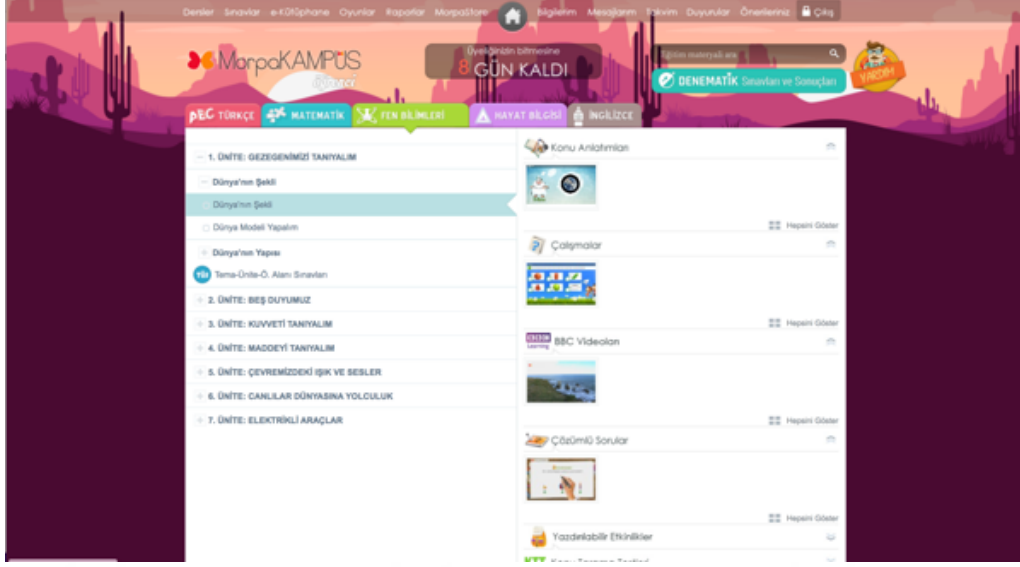 Dersler Sınavlar e-Kütüphane Oyunlar Raporlar MorpaStore Bilgilerim Mesajlarım Takvim Duyurular Önerileriniz Çıkış
MorpaKAMPÜS
öğrenci
Üyeliğinizin bitmesine
8 GÜN KALDI
Eğitim materyali ara
DENEMATİK Sınavları ve Sonuçları
YARDIM
ABC TÜRKÇE
MATEMATİK
FEN BİLİMLERİ
HAYAT BİLGİSİ
İNGİLİZCE
1. ÜNİTE: GEZEGENİMİZİ TANIYALIM
Dünya'nın Şekli
Dünya'nın Şekli
Dünya Modeli Yapalım
Dünya'nın Yapısı
Tema-Ünite-Ö. Alanı Sınavları
2. ÜNİTE: BEŞ DUYUMUZ
3. ÜNİTE: KUVVETİ TANIYALIM
4. ÜNİTE: MADDEYİ TANIYALIM
5. ÜNİTE: ÇEVREMİZDEKİ IŞIK VE SESLER
6. ÜNİTE: CANLILAR DÜNYASINA YOLCULUK
7. ÜNİTE: ELEKTRİKLİ ARAÇLAR
Konu Anlatımları
Hepsini Göster
Çalışmalar
Hepsini Göster
BBC Learning BBC Videoları
Hepsini Göster
Çözümlü Sorular
Hepsini Göster
Yazdırılabilir Etkinlikler